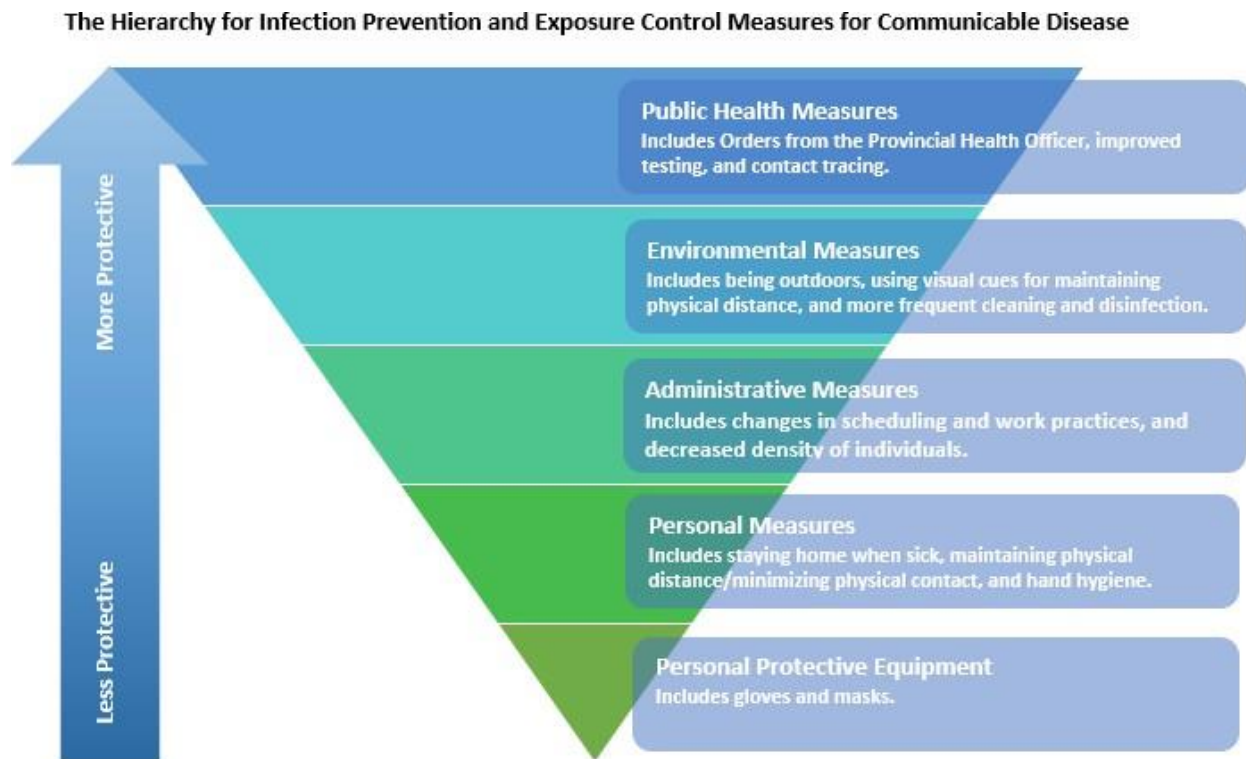 The Hierarchy for Infection Prevention and Exposure Control Measures for Communicable Disease
More Protective
Less Protective
Public Health Measures
Includes Orders from the Provincial Health Officer, improved
testing, and contact tracing.
Environmental Measures
Includes being outdoors, using visual cues for maintaining
physical distance, and more frequent cleaning and disinfection.
Administrative Measures
Includes changes in scheduling and work practices, and
decreased density of individuals.
Personal Measures
Includes staying home when sick, maintaining physical
distance/minimizing physical contact, and hand hygiene.
Personal Protective Equipment
Includes gloves and masks.